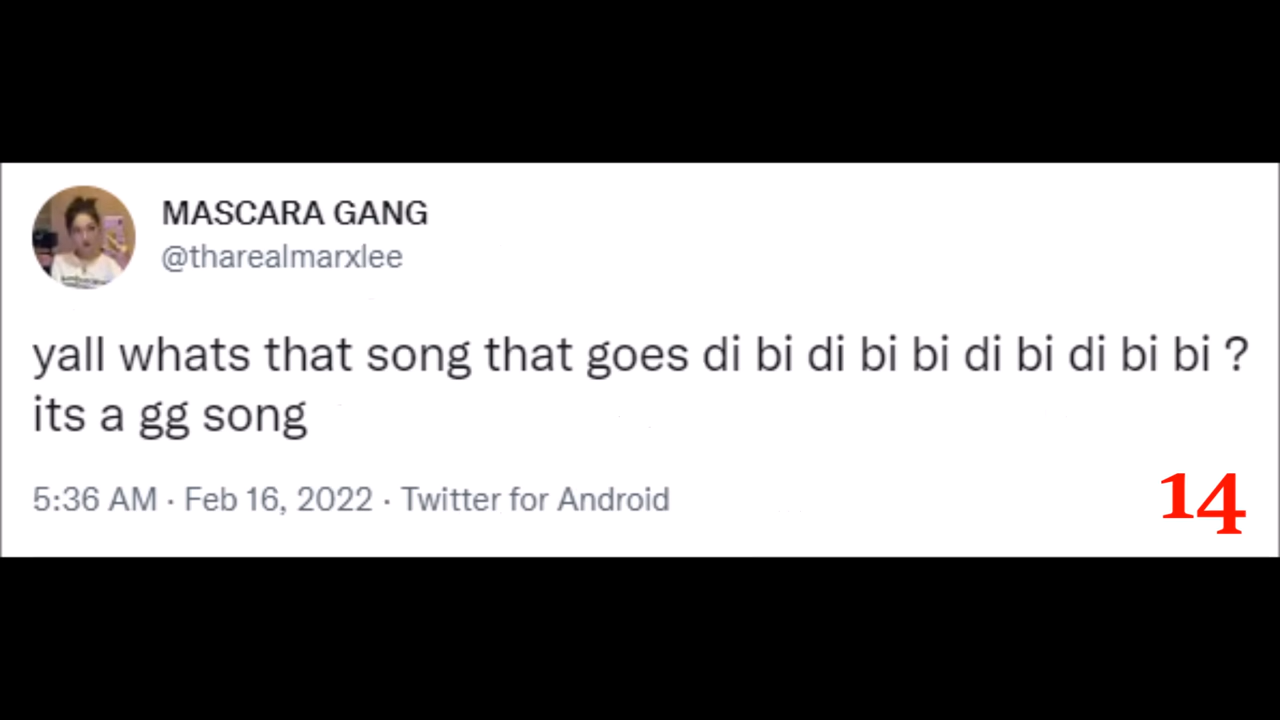 MASCARA GANG
@tharealmarxlee
yall whats that song that goes di bi di bi bi di bi di bi bi ?
its a gg song
5:36 AM · Feb 16, 2022 · Twitter for Android
14